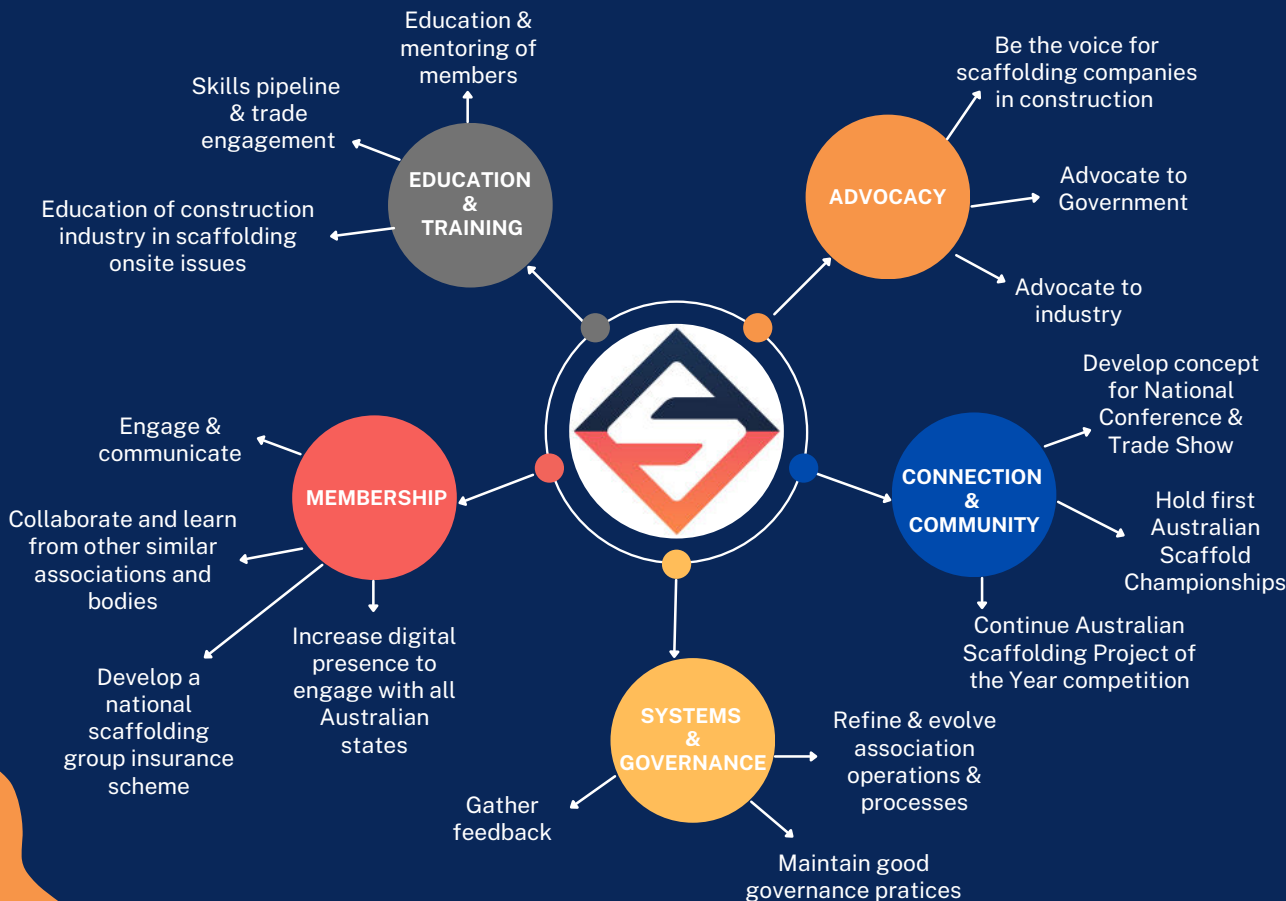 Education &
mentoring of
members
Skills pipeline
& trade
engagement
Education of construction
industry in scaffolding
onsite issues
EDUCATION
&
TRAINING
Be the voice for
scaffolding companies
in construction
Advocate to
Government
Advocate to
industry
ADVOCACY
Engage &
communicate
Collaborate and learn
from other similar
associations and
bodies
Develop a
national
scaffolding
group insurance
scheme
Increase digital
presence to
engage with all
Australian
states
MEMBERSHIP
Develop concept
for National
Conference &
Trade Show
Hold first
Australian
Scaffold
Championships
Continue Australian
Scaffolding Project of
the Year competition
CONNECTION
&
COMMUNITY
SYSTEMS
&
GOVERNANCE
Refine & evolve
association
operations &
processes
Gather
feedback
Maintain good
governance pratices